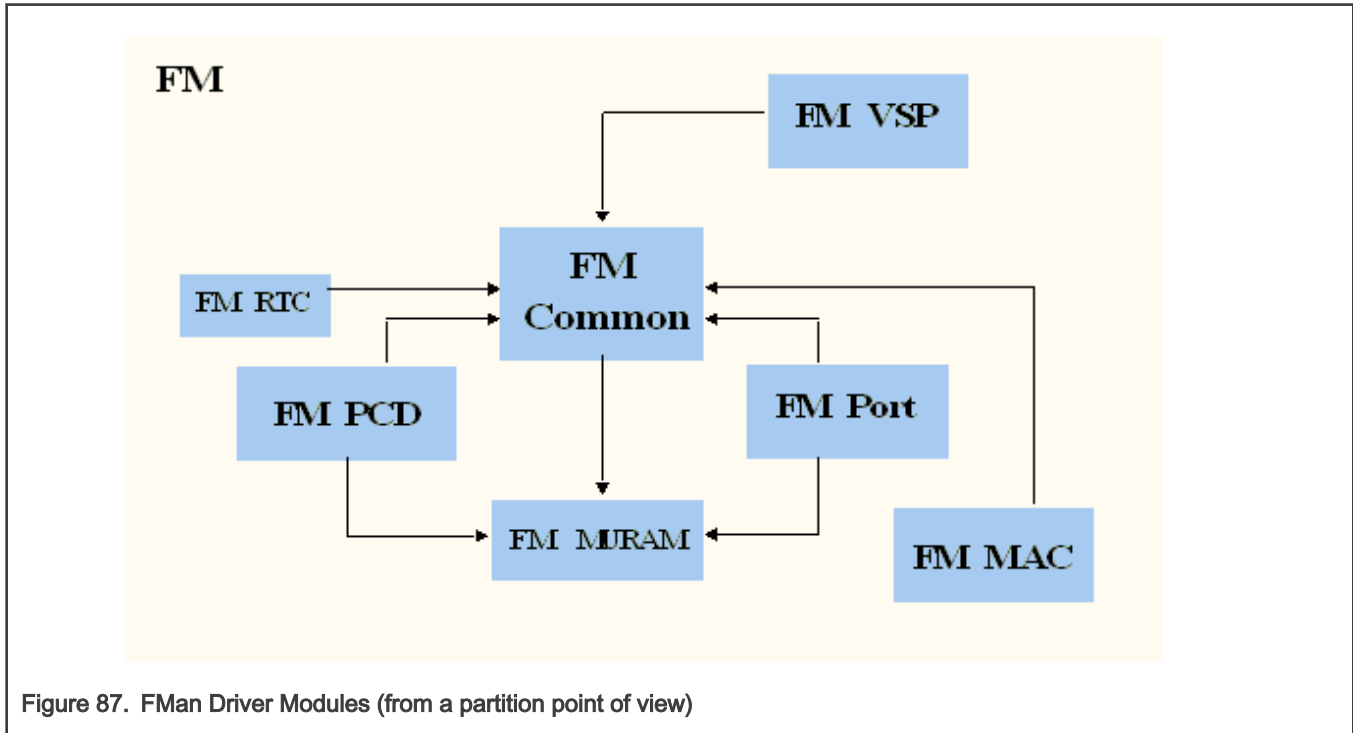 FM
FM VSP
FM
Common
FM RTC
FM PCD
FM Port
FM MURAM
FM MAC
Figure 87. FMan Driver Modules (from a partition point of view)